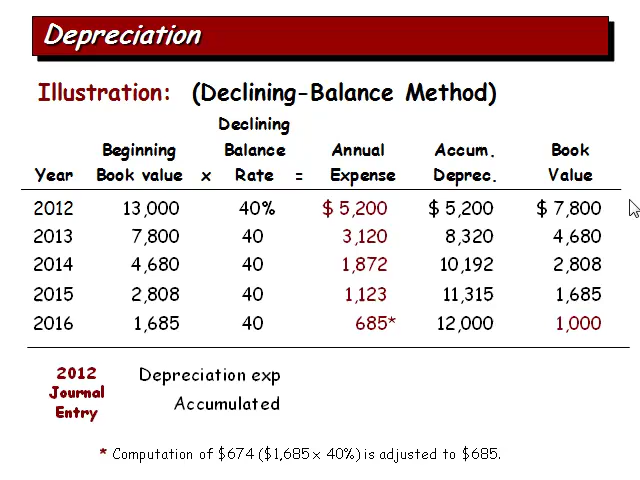 Depreciation
Illustration: (Declining-Balance Method)
Declining
Beginning Balance Annual Accum. Book
Year Book value x Rate = Expense Deprec. Value
2012 13,000 40% $ 5,200 $ 5,200 $ 7,800
2013 7,800 40 3,120 8,320 4,680
2014 4,680 40 1,872 10,192 2,808
2015 2,808 40 1,123 11,315 1,685
2016 1,685 40 685* 12,000 1,000
2012 Depreciation exp
Journal
Accumulated
Entry
* Computation of $674 ($1,685 x 40%) is adjusted to $685.